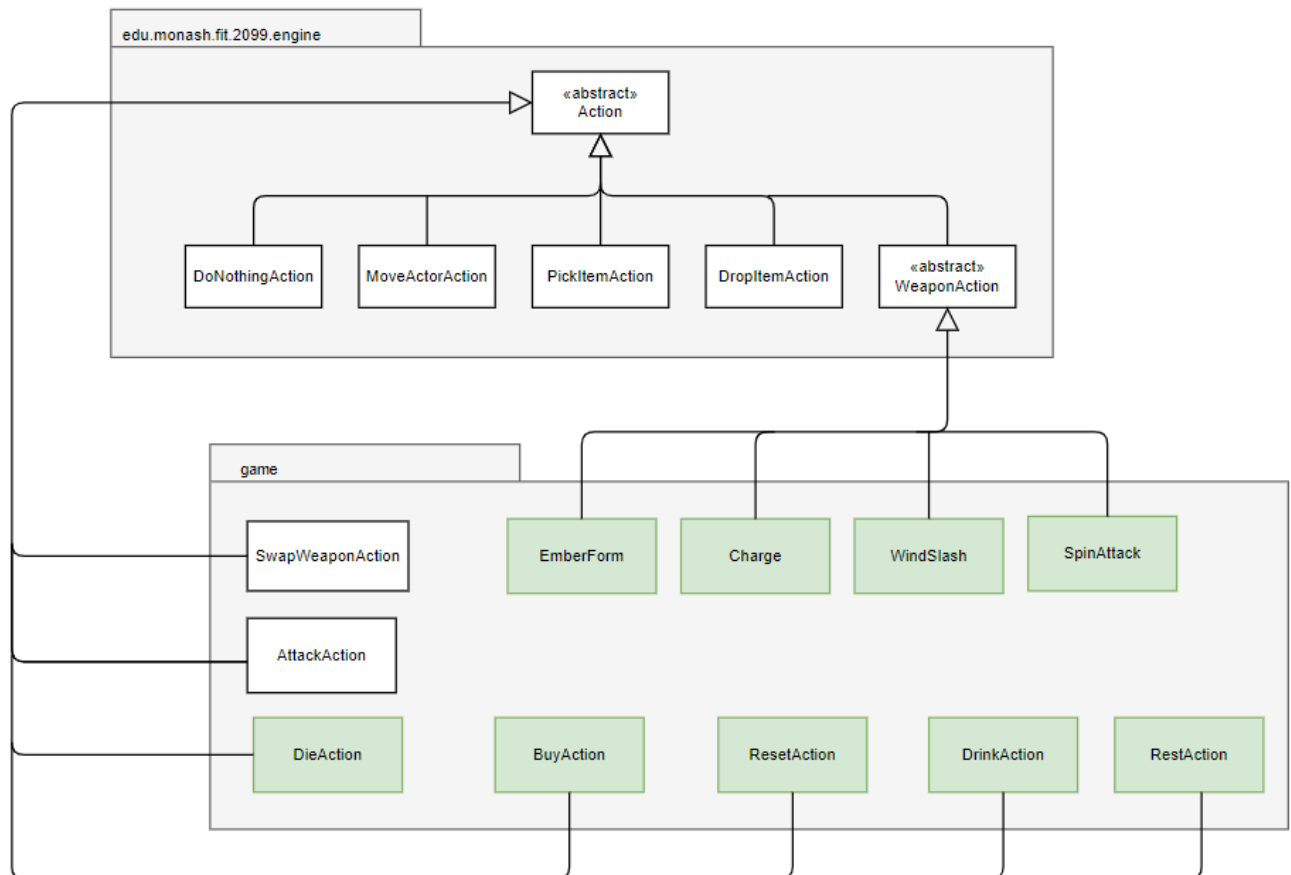 edu.monash.fit.2099.engine
«abstract»
Action
DoNothingAction
MoveActorAction
PickItemAction
DropItemAction
«abstract»
WeaponAction
game
SwapWeaponAction
EmberForm
Charge
WindSlash
SpinAttack
AttackAction
DieAction
BuyAction
ResetAction
DrinkAction
RestAction